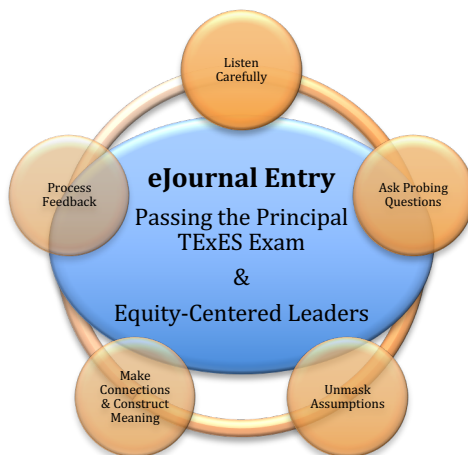 Listen
Carefully
Process
Feedback
eJournal Entry
Passing the Principal
TExES Exam
&
Equity-Centered Leaders
Ask Probing
Questions
Make
Connections
& Construct
Meaning
Unmask
Assumptions